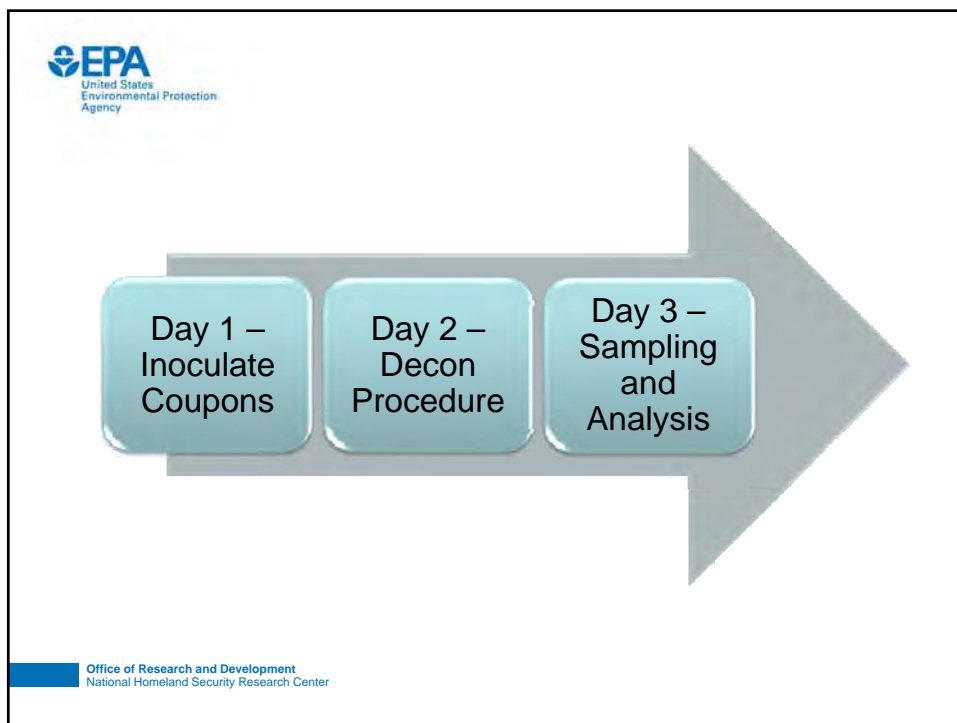 EPA
United States
Environmental Protection
Agency
Day 1 –
Inoculate
Coupons
Day 2 –
Decon
Procedure
Day 3 –
Sampling
and
Analysis
Office of Research and Development
National Homeland Security Research Center